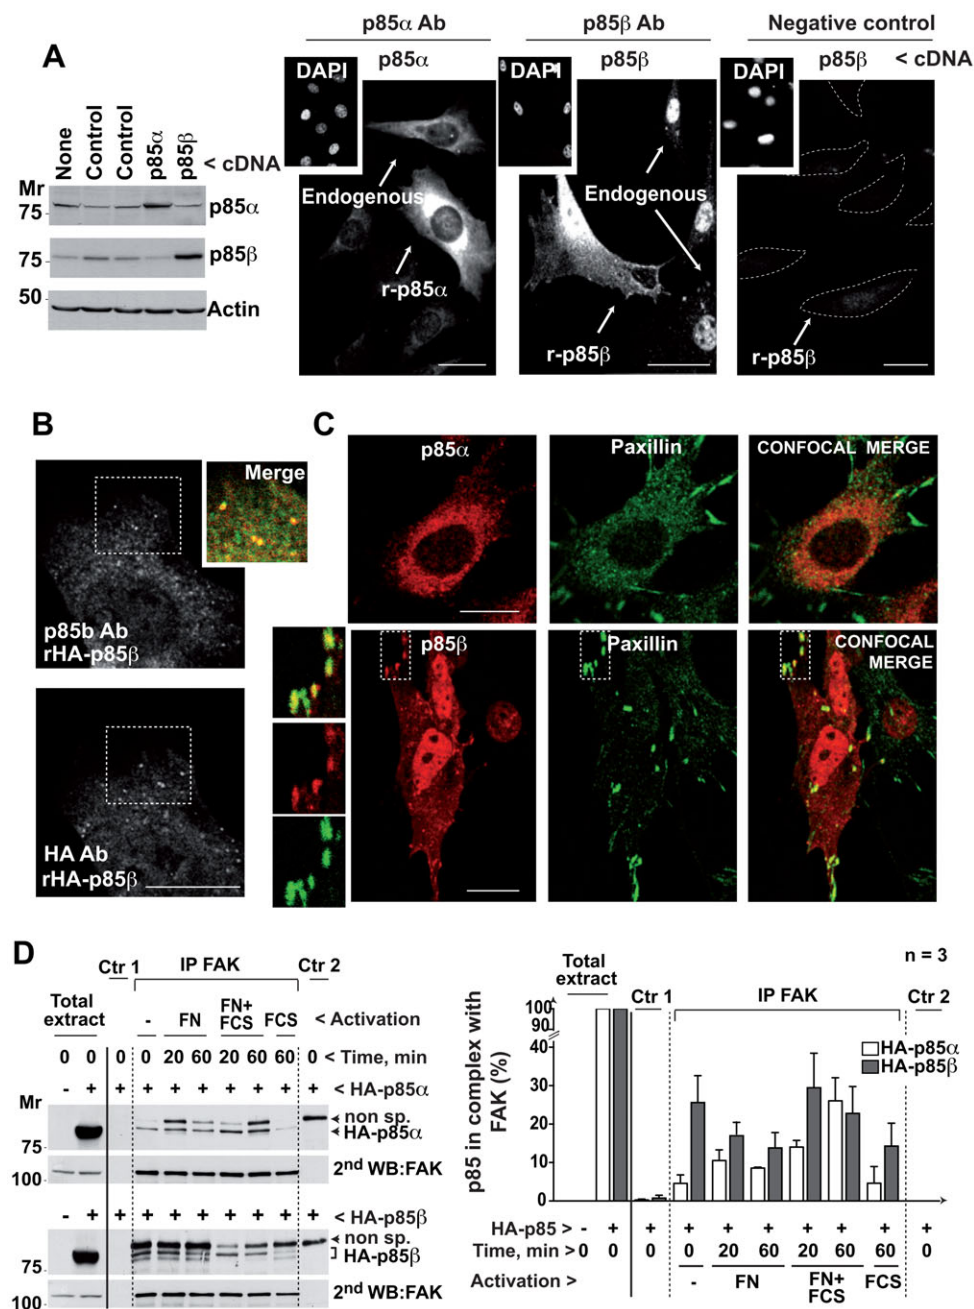 A
None
Control
Control
p85α
p85β
< cDNA
Mr
75
p85α
75
p85β
50
Actin
p85α Ab
p85α
DAPI
Endogenous
r-p85α
p85β Ab
p85β
DAPI
Endogenous
r-p85β
Negative control
p85β < cDNA
DAPI
r-p85β
B
Merge
p85b Ab
rHA-p85β
HA Ab
rHA-p85β
C
p85α
Paxillin
CONFOCAL MERGE
p85β
Paxillin
CONFOCAL
MERGE
D
Ctr 1
IP FAK
Ctr 2
Total
extract
- FN FN+
FCS FCS < Activation
0 0 0 0 20 60 20 60 60 0 < Time, min
- + + + + + + + + + < HA-p85α
Mr
non sp.
HA-p85α
75
100
2nd WB:FAK
- + + + + + + + + + < HA-p85β
non sp.
HA-p85β
75
100
2nd WB:FAK
n = 3
Total
extract
Ctr 1
IP FAK
Ctr 2
p85 in complex with
FAK (%)
100
90
40
30
20
10
0
HA-p85α
HA-p85β
HA-p85 > - + + + + + + + + +
Time, min > 0 0 0 0 20 60 20 60 60 0
Activation > - FN FN+
FCS FCS